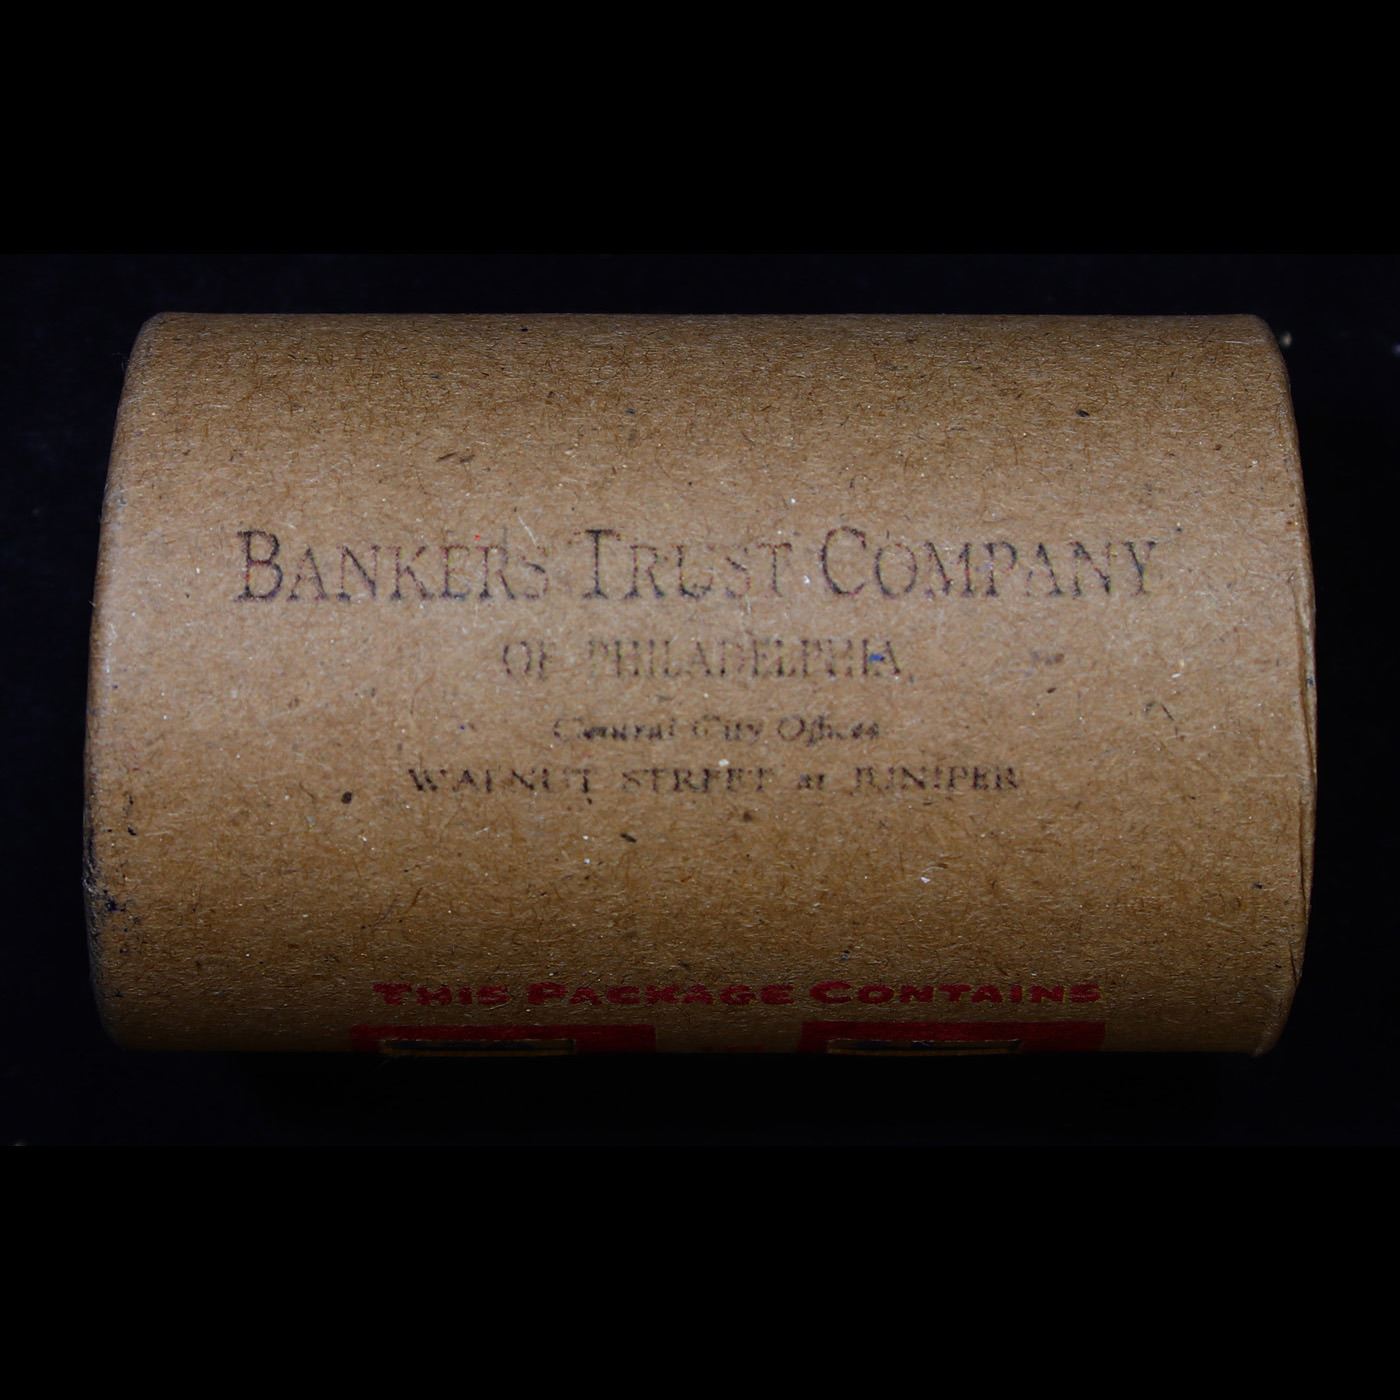 BANKERS TRUST COMPANY
OF PHILADELPHIA
Central City Offices
WALNUT STREET at JUNIPER
THIS PACKAGE CONTAINS